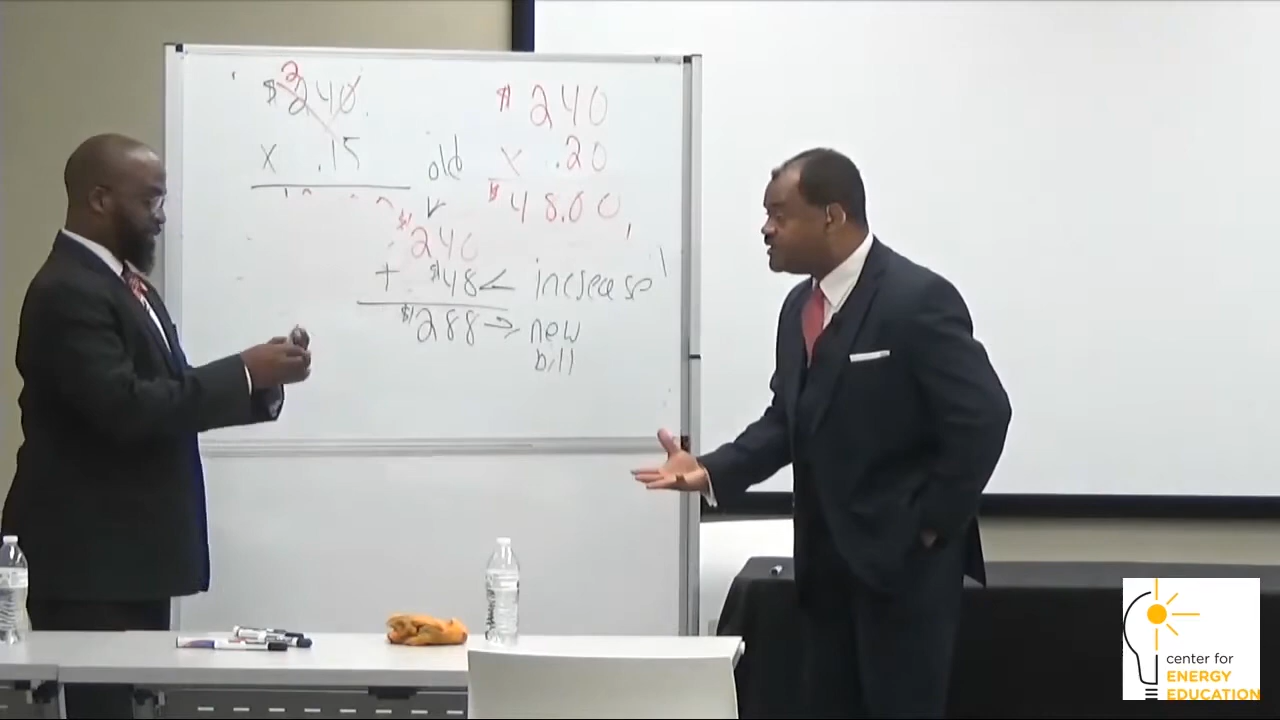 $240
x .15
old
$240
x .20
$48.00
$240
+ $48 < increase
$288 → new
bill
center for
ENERGY
EDUCATION